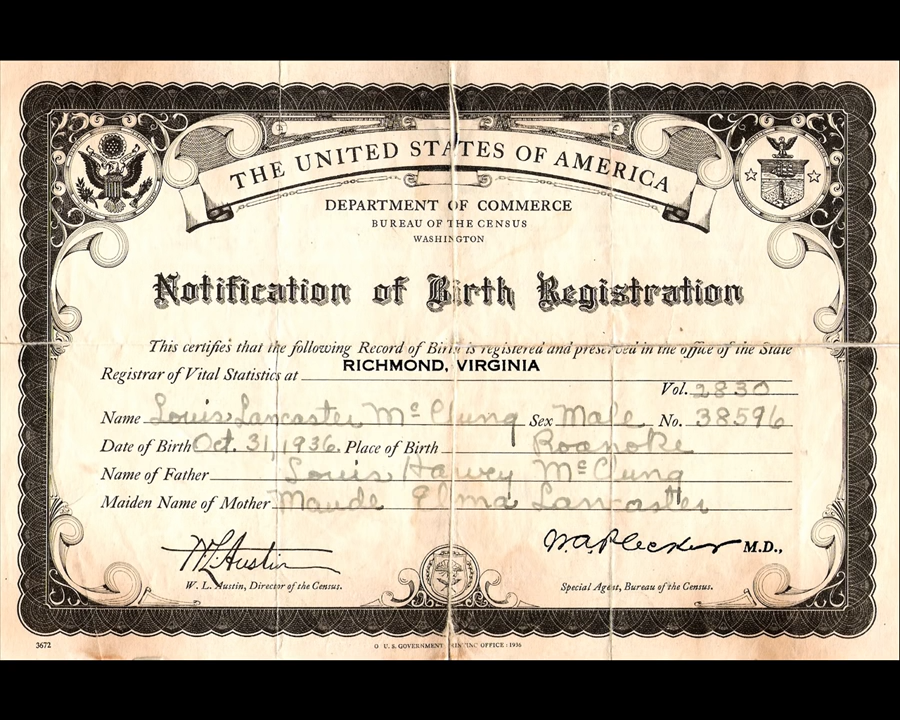 THE UNITED STATES OF AMERICA
DEPARTMENT OF COMMERCE
BUREAU OF THE CENSUS
WASHINGTON
Notification of Birth Registration
This certifies that the following Record of Birth is registered and preserved in the office of the State
Registrar of Vital Statistics at RICHMOND, VIRGINIA
Vol. 2830
Name Louis Lancaster McClung Sex Male No. 38596
Date of Birth Oct. 31, 1936. Place of Birth Roanoke
Name of Father Louis Harvey McClung
Maiden Name of Mother Maude Elma Lancaster
W L Austin W.A. Plecker M.D.,
W. L. Austin, Director of the Census. Special Agent, Bureau of the Census.
3672 U. S. GOVERNMENT PRINTING OFFICE : 1936